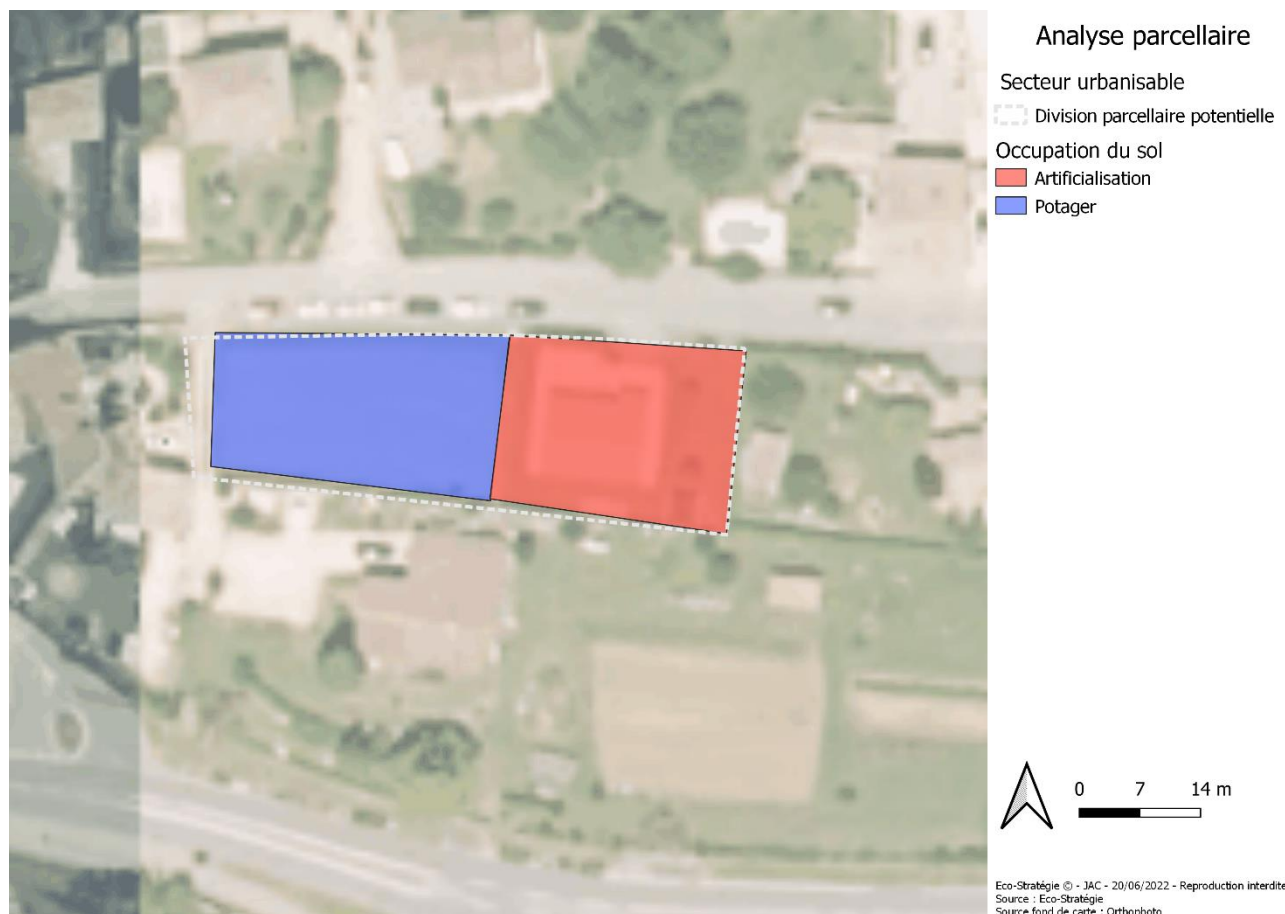 Analyse parcellaire
Secteur urbanisable
Division parcellaire potentielle
Occupation du sol
Artificialisation
Potager
0 7 14 m
Eco-Stratégie © - JAC - 20/06/2022 - Reproduction interdite
Source : Eco-Stratégie
Source fond de carte : Orthophoto